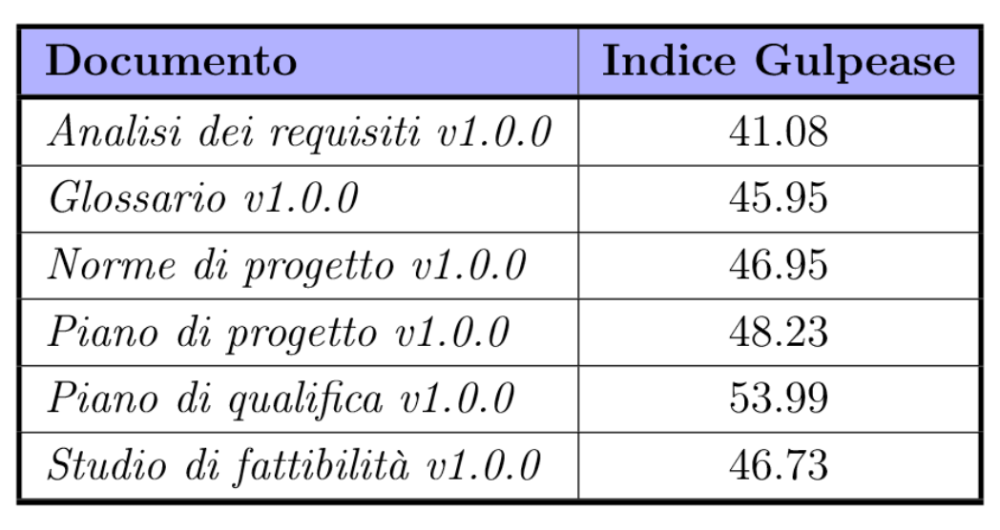 Documento Indice Gulpease
Analisi dei requisiti v1.0.0 41.08
Glossario v1.0.0 45.95
Norme di progetto v1.0.0 46.95
Piano di progetto v1.0.0 48.23
Piano di qualifica v1.0.0 53.99
Studio di fattibilità v1.0.0 46.73